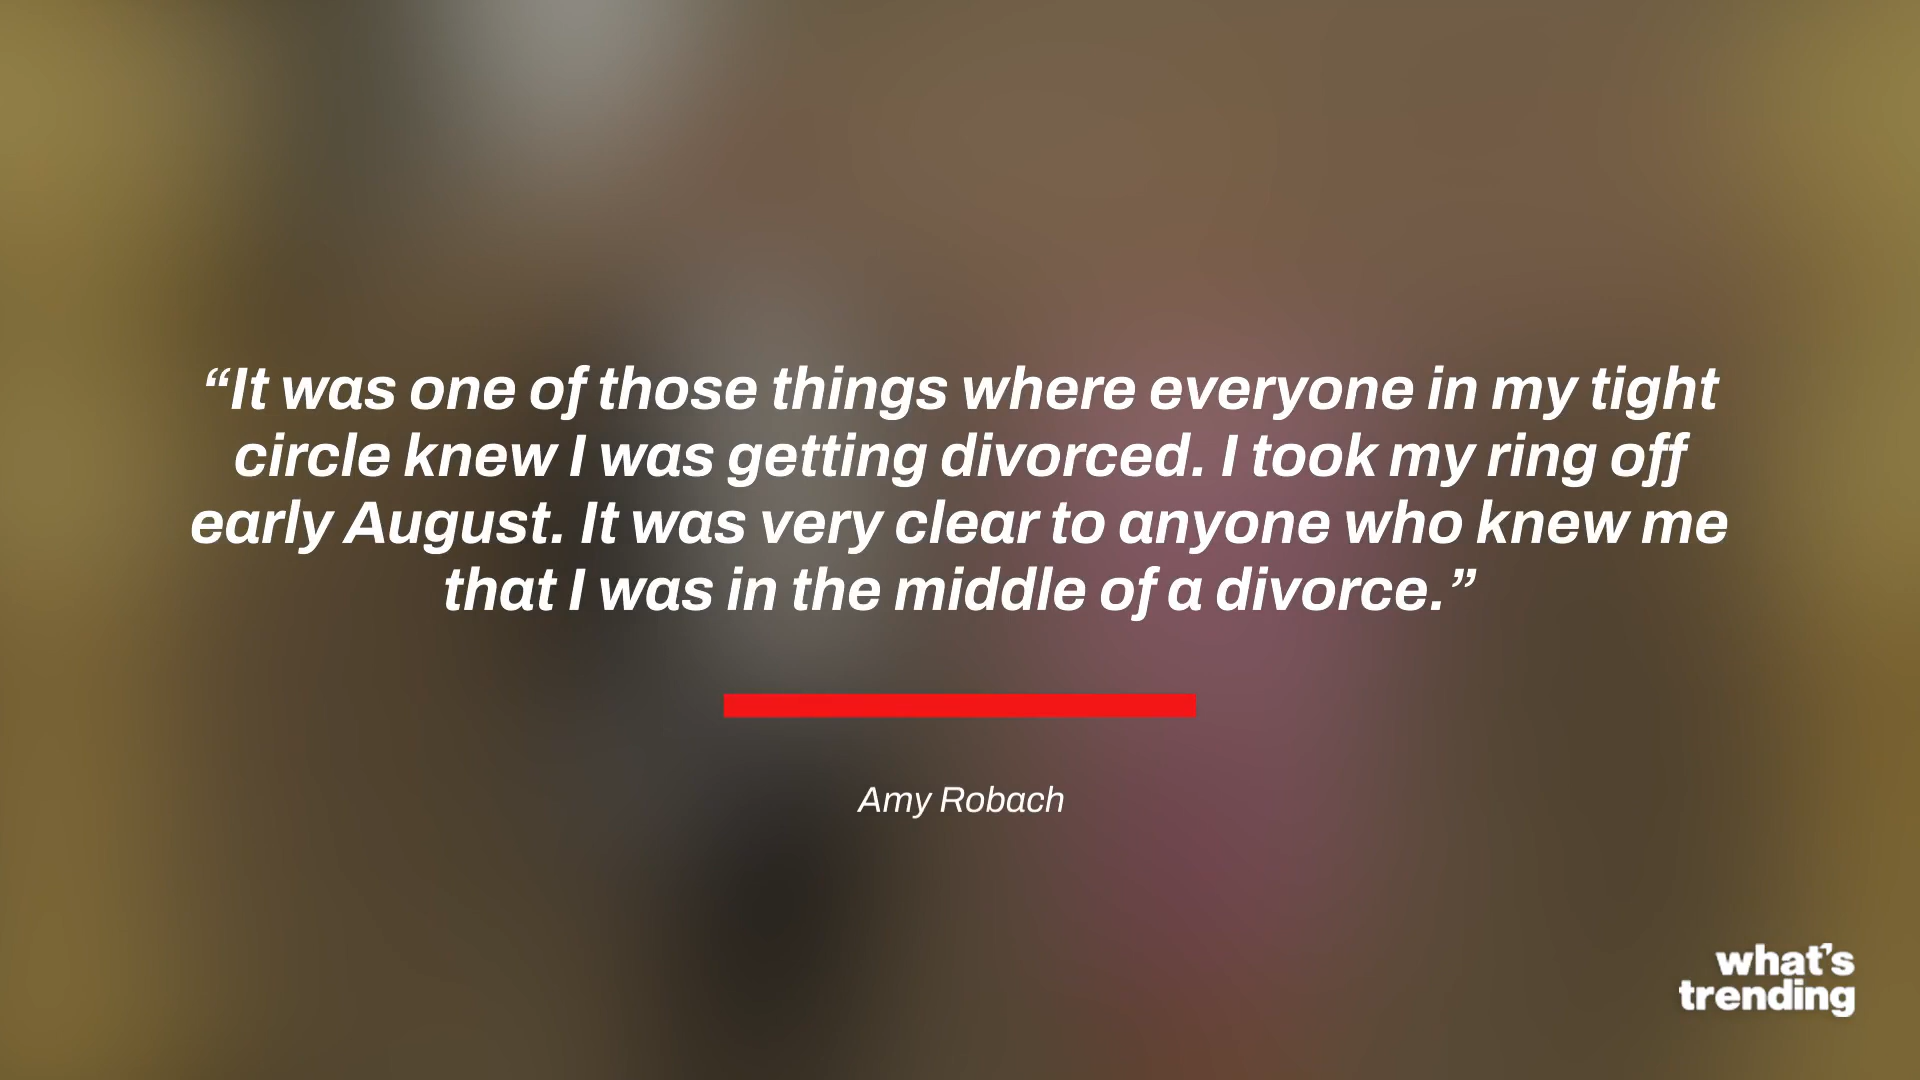 “It was one of those things where everyone in my tight
circle knew I was getting divorced. I took my ring off
early August. It was very clear to anyone who knew me
that I was in the middle of a divorce.”
Amy Robach
what’s
trending